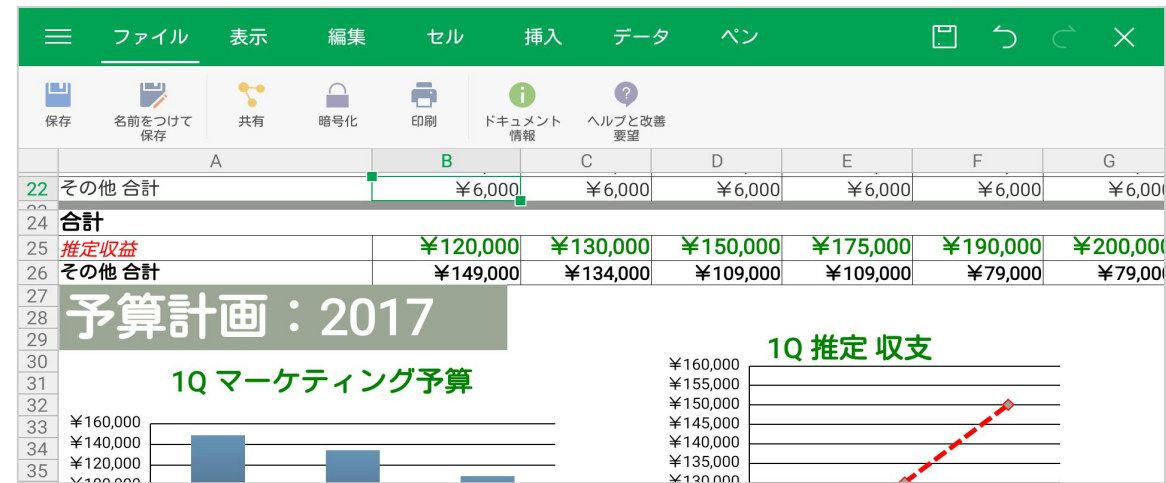 ファイル 表示 編集 セル 挿入 データ ペン
保存 名前をつけて保存 共有 暗号化 印刷 ドキュメント情報 ヘルプと改善要望
A B C D E F G
22 その他 合計 ￥6,000 ￥6,000 ￥6,000 ￥6,000 ￥6,000
24 合計
25 推定収益 ￥120,000 ￥130,000 ￥150,000 ￥175,000 ￥190,000
26 その他 合計 ￥149,000 ￥134,000 ￥109,000 ￥109,000 ￥79,000
27
28 予算計画：2017
29
30 1Q 推定 収支
31 1Q マーケティング予算
32
33 ￥160,000
34 ￥140,000
35 ￥120,000
￥160,000
￥155,000
￥150,000
￥145,000
￥140,000
￥135,000
￥130,000